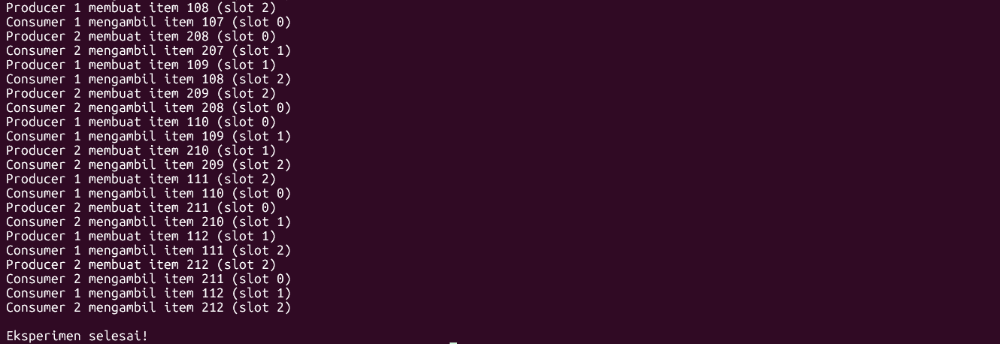 Producer 1 membuat item 108 (slot 2)
Consumer 1 mengambil item 107 (slot 0)
Producer 2 membuat item 208 (slot 0)
Consumer 2 mengambil item 207 (slot 1)
Producer 1 membuat item 109 (slot 1)
Consumer 1 mengambil item 108 (slot 2)
Producer 2 membuat item 209 (slot 2)
Consumer 2 mengambil item 208 (slot 0)
Producer 1 membuat item 110 (slot 0)
Consumer 1 mengambil item 109 (slot 1)
Producer 2 membuat item 210 (slot 1)
Consumer 2 mengambil item 209 (slot 2)
Producer 1 membuat item 111 (slot 2)
Consumer 1 mengambil item 110 (slot 0)
Producer 2 membuat item 211 (slot 0)
Consumer 2 mengambil item 210 (slot 1)
Producer 1 membuat item 112 (slot 1)
Consumer 1 mengambil item 111 (slot 2)
Producer 2 membuat item 212 (slot 2)
Consumer 2 mengambil item 211 (slot 0)
Consumer 1 mengambil item 112 (slot 1)
Consumer 2 mengambil item 212 (slot 2)
Eksperimen selesai!